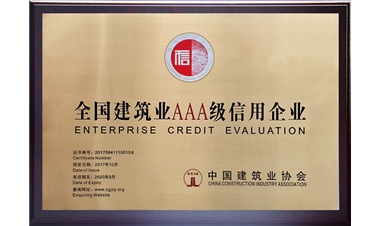 信
全国建筑业AAA级信用企业
ENTERPRISE CREDIT EVALUATION
证书编号：201708411100109
Certificate Number
颁发日期：2017年10月
Date of Issue
有效期至：2020年9月
Date of Expiry
查询网址：www.zgjzy.org
Enquiring Website
CCIA
中国建筑业协会
CHINA CONSTRUCTION INDUSTRY ASSOCIATION